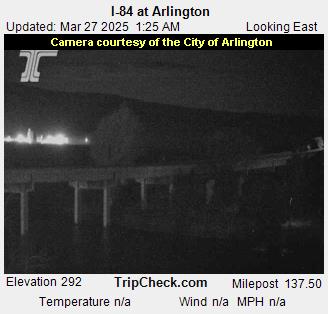 I-84 at Arlington
Updated: Mar 27 2025 1:25 AM Looking East
Camera courtesy of the City of Arlington
Elevation 292 TripCheck.com Milepost 137.50
Temperature n/a Wind n/a MPH n/a